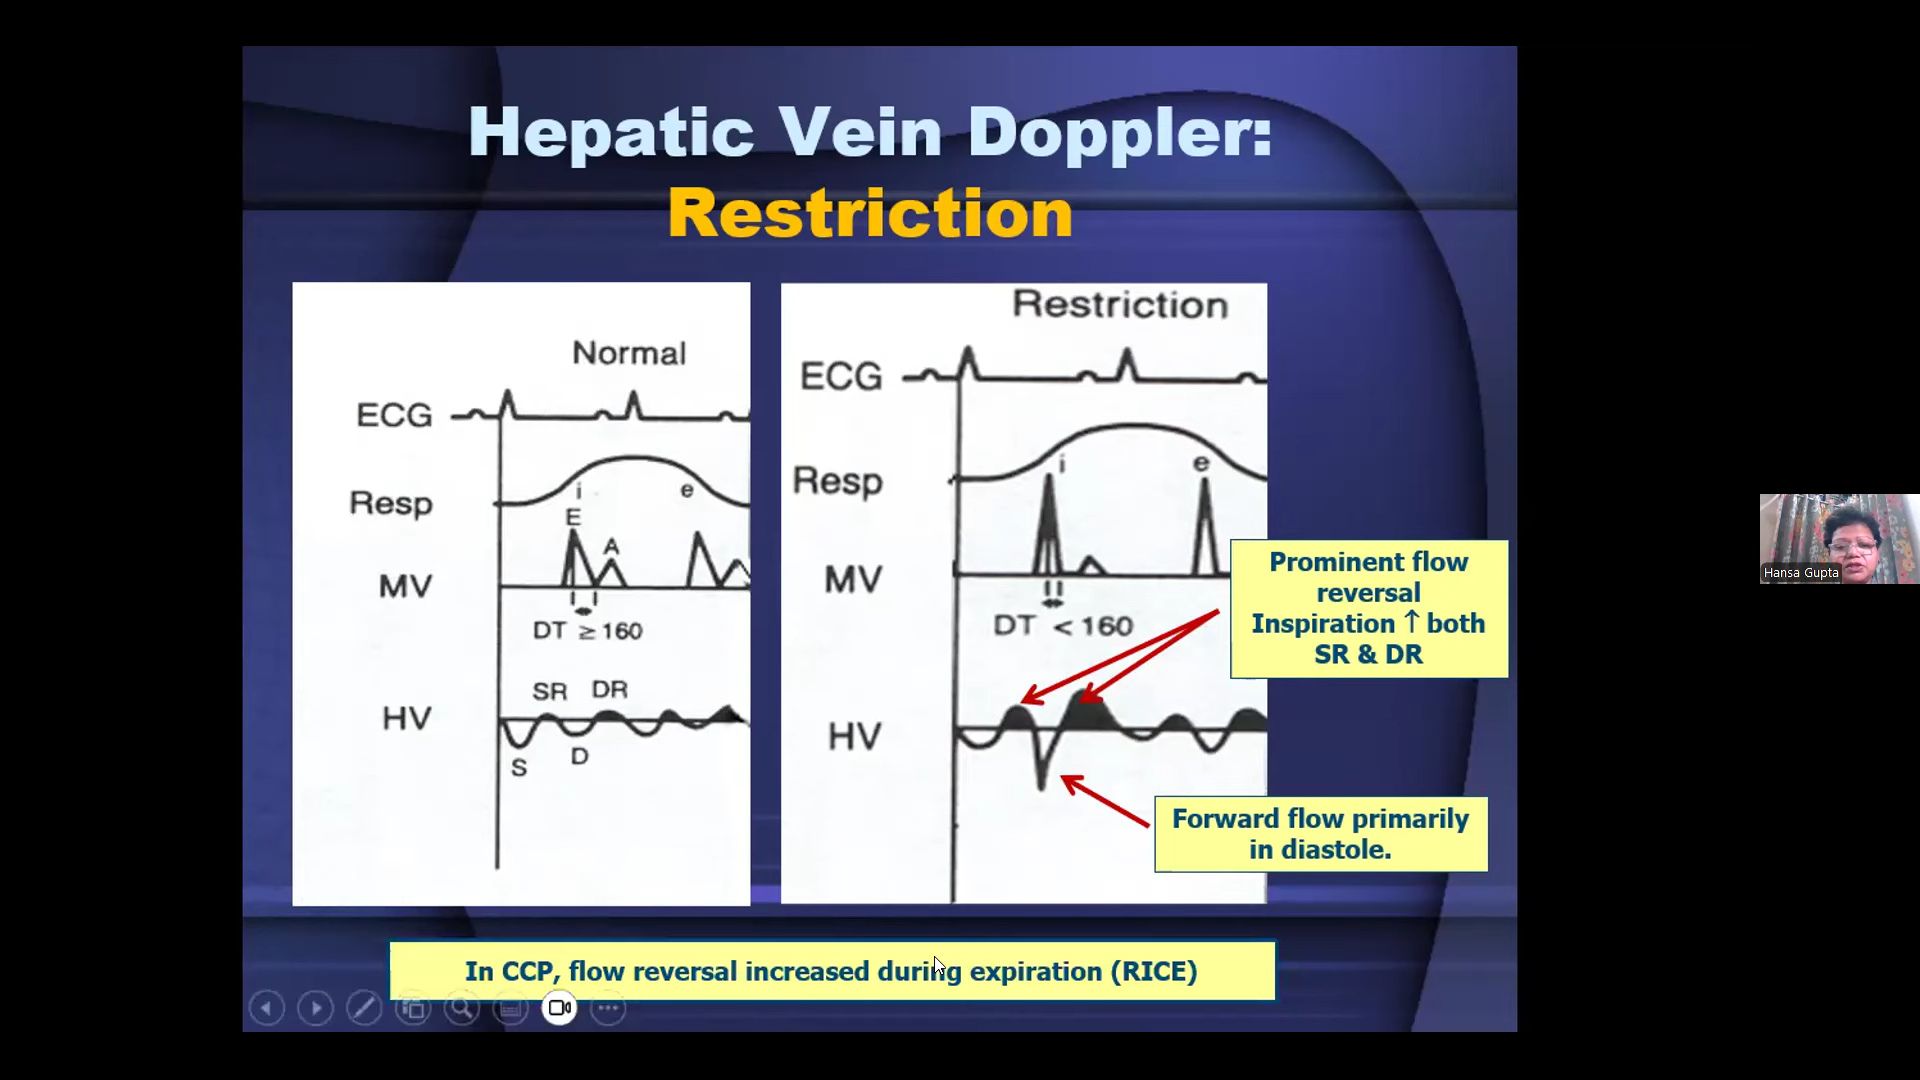 Hepatic Vein Doppler:
Restriction
Normal
ECG
Resp
i
e
E
A
MV
DT ≥ 160
SR DR
HV
S
D
Restriction
ECG
Resp
i
e
MV
DT < 160
HV
Prominent flow
reversal
Inspiration ↑ both
SR & DR
Forward flow primarily
in diastole.
In CCP, flow reversal increased during expiration (RICE)
Hansa Gupta